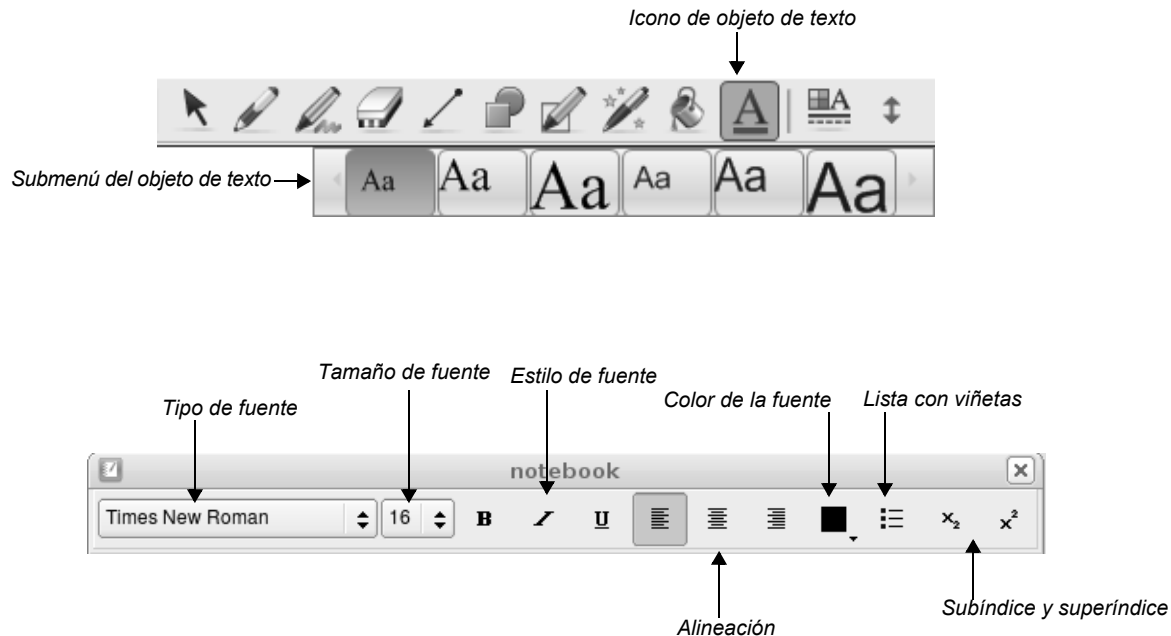 Icono de objeto de texto
A
A
Submenú del objeto de texto
Aa Aa Aa Aa Aa Aa
Tamaño de fuente
Estilo de fuente
Tipo de fuente
Color de la fuente
Lista con viñetas
notebook
Times New Roman 16 B I U x₂ x²
Subíndice y superíndice
Alineación